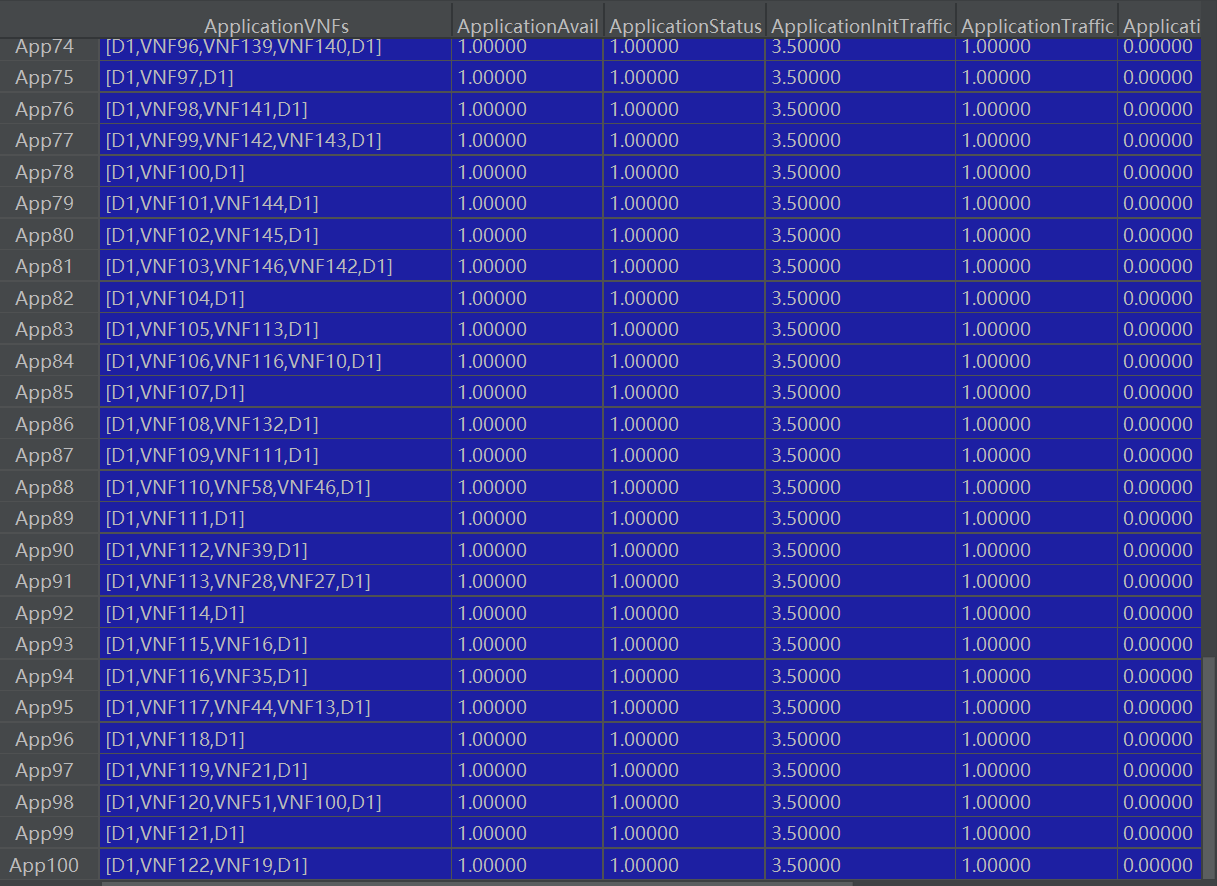 ApplicationVNFs ApplicationAvail ApplicationStatus ApplicationInitTraffic ApplicationTraffic Applicati
App74 [D1,VNF96,VNF139,VNF140,D1] 1.00000 1.00000 3.50000 1.00000 0.00000
App75 [D1,VNF97,D1] 1.00000 1.00000 3.50000 1.00000 0.00000
App76 [D1,VNF98,VNF141,D1] 1.00000 1.00000 3.50000 1.00000 0.00000
App77 [D1,VNF99,VNF142,VNF143,D1] 1.00000 1.00000 3.50000 1.00000 0.00000
App78 [D1,VNF100,D1] 1.00000 1.00000 3.50000 1.00000 0.00000
App79 [D1,VNF101,VNF144,D1] 1.00000 1.00000 3.50000 1.00000 0.00000
App80 [D1,VNF102,VNF145,D1] 1.00000 1.00000 3.50000 1.00000 0.00000
App81 [D1,VNF103,VNF146,VNF142,D1] 1.00000 1.00000 3.50000 1.00000 0.00000
App82 [D1,VNF104,D1] 1.00000 1.00000 3.50000 1.00000 0.00000
App83 [D1,VNF105,VNF113,D1] 1.00000 1.00000 3.50000 1.00000 0.00000
App84 [D1,VNF106,VNF116,VNF10,D1] 1.00000 1.00000 3.50000 1.00000 0.00000
App85 [D1,VNF107,D1] 1.00000 1.00000 3.50000 1.00000 0.00000
App86 [D1,VNF108,VNF132,D1] 1.00000 1.00000 3.50000 1.00000 0.00000
App87 [D1,VNF109,VNF111,D1] 1.00000 1.00000 3.50000 1.00000 0.00000
App88 [D1,VNF110,VNF58,VNF46,D1] 1.00000 1.00000 3.50000 1.00000 0.00000
App89 [D1,VNF111,D1] 1.00000 1.00000 3.50000 1.00000 0.00000
App90 [D1,VNF112,VNF39,D1] 1.00000 1.00000 3.50000 1.00000 0.00000
App91 [D1,VNF113,VNF28,VNF27,D1] 1.00000 1.00000 3.50000 1.00000 0.00000
App92 [D1,VNF114,D1] 1.00000 1.00000 3.50000 1.00000 0.00000
App93 [D1,VNF115,VNF16,D1] 1.00000 1.00000 3.50000 1.00000 0.00000
App94 [D1,VNF116,VNF35,D1] 1.00000 1.00000 3.50000 1.00000 0.00000
App95 [D1,VNF117,VNF44,VNF13,D1] 1.00000 1.00000 3.50000 1.00000 0.00000
App96 [D1,VNF118,D1] 1.00000 1.00000 3.50000 1.00000 0.00000
App97 [D1,VNF119,VNF21,D1] 1.00000 1.00000 3.50000 1.00000 0.00000
App98 [D1,VNF120,VNF51,VNF100,D1] 1.00000 1.00000 3.50000 1.00000 0.00000
App99 [D1,VNF121,D1] 1.00000 1.00000 3.50000 1.00000 0.00000
App100 [D1,VNF122,VNF19,D1] 1.00000 1.00000 3.50000 1.00000 0.00000